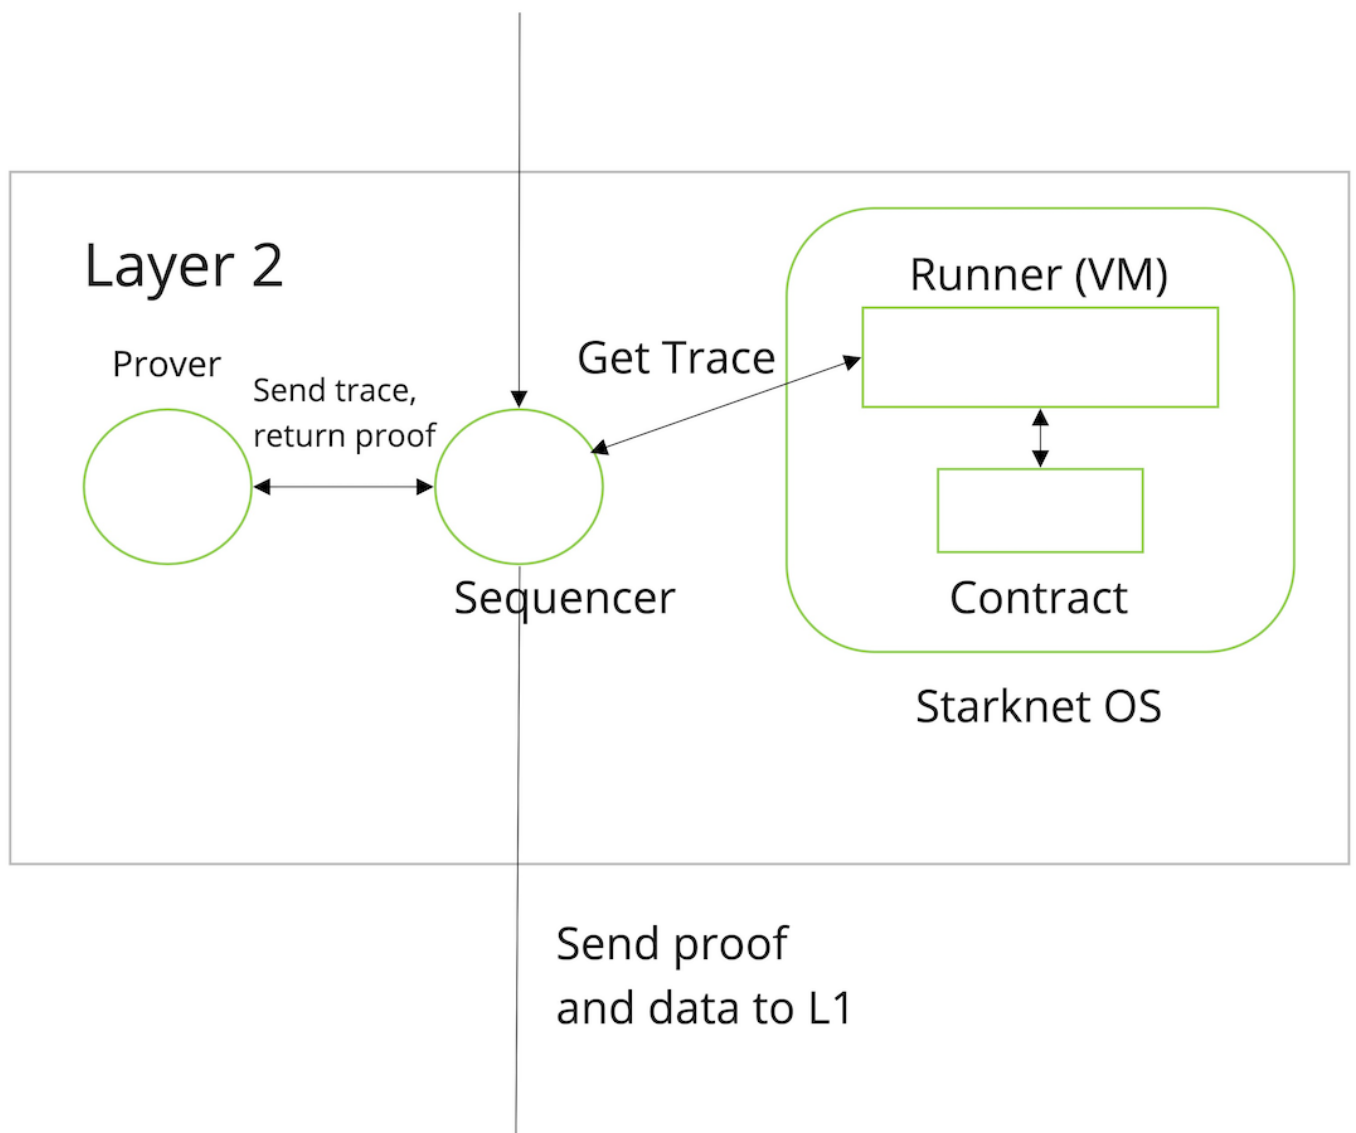 Layer 2
Runner (VM)
Get Trace
Prover
Send trace,
return proof
Sequencer
Contract
Starknet OS
Send proof
and data to L1